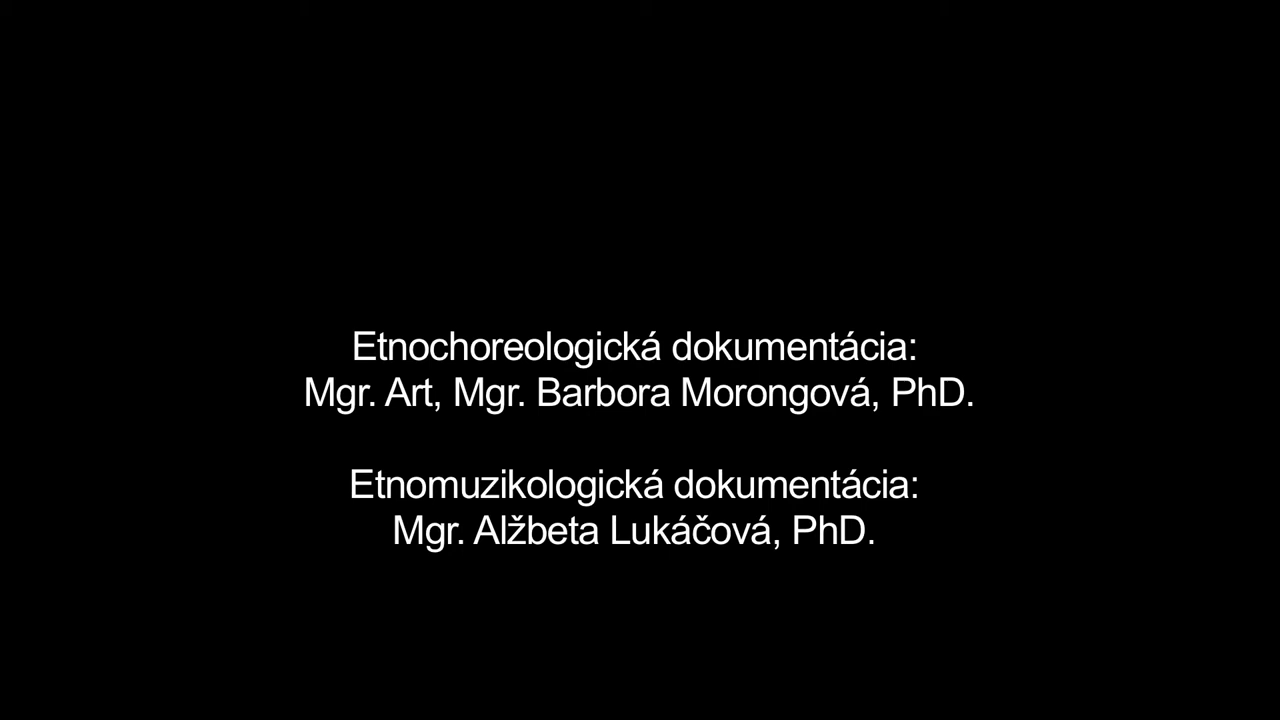 Etnochoreologická dokumentácia:
Mgr. Art, Mgr. Barbora Morongová, PhD.
Etnomuzikologická dokumentácia:
Mgr. Alžbeta Lukáčová, PhD.